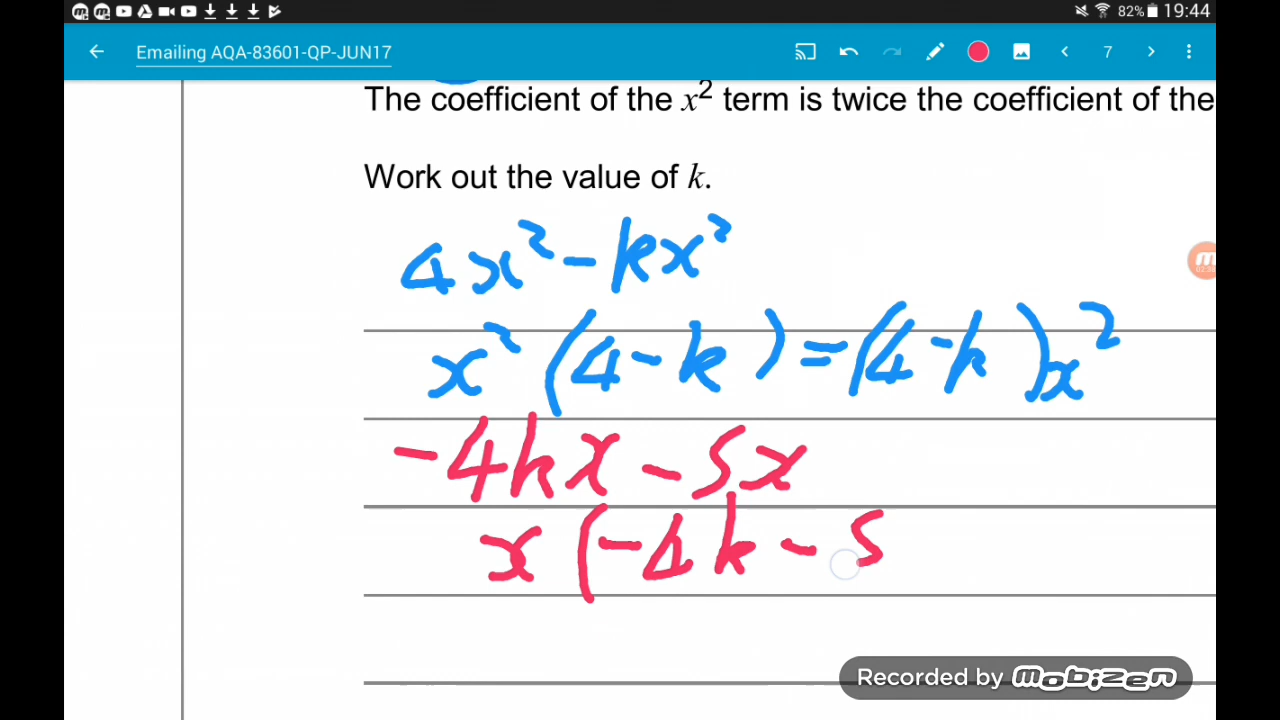 82% 19:44
Emailing AQA-83601-QP-JUN17
7
The coefficient of the x² term is twice the coefficient of the
Work out the value of k.
4x² - kx²
x² (4 - k) = (4 - k)x²
-4kx - 5x
x (-4k - 5
Recorded by mobizen